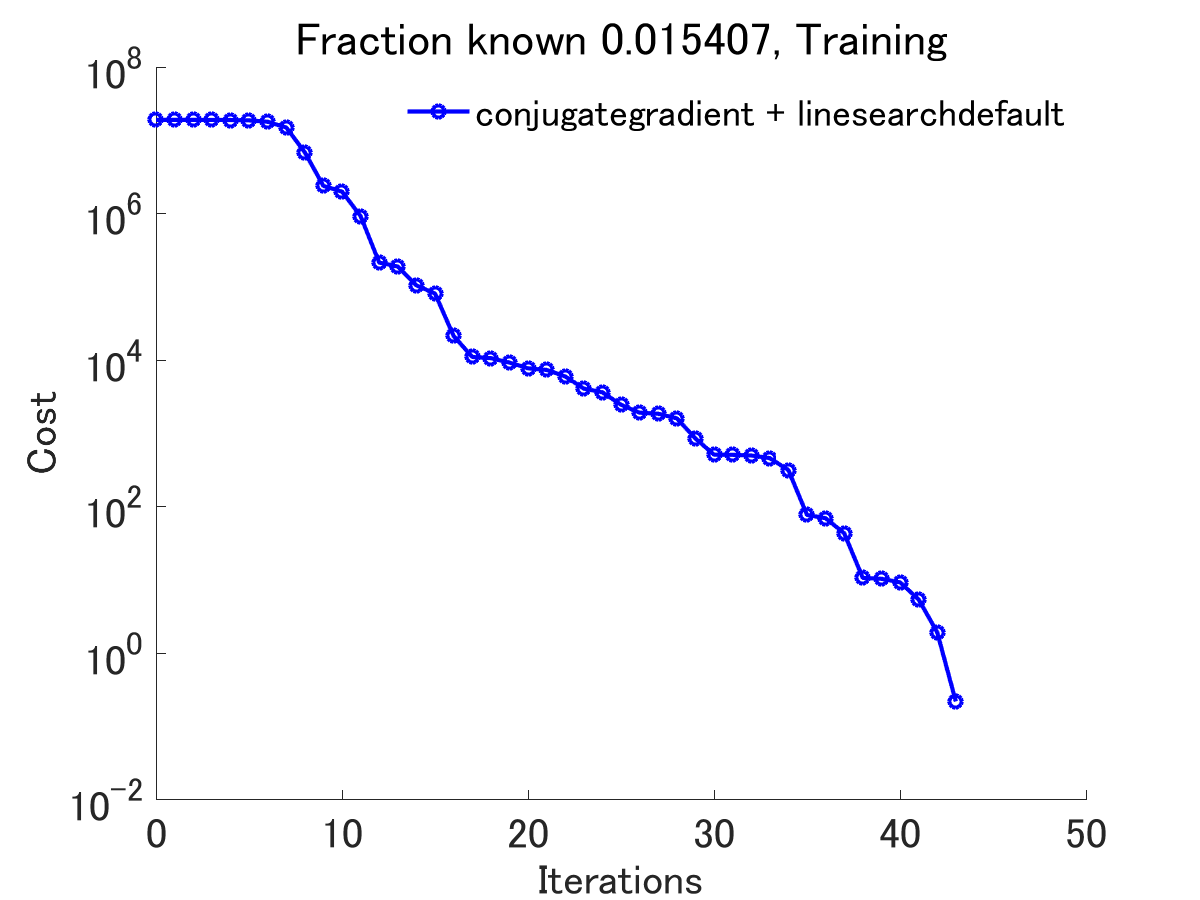 Fraction known 0.015407, Training
conjugategradient + linesearchdefault
10^8
10^6
10^4
10^2
10^0
10^-2
Cost
0 10 20 30 40 50
Iterations